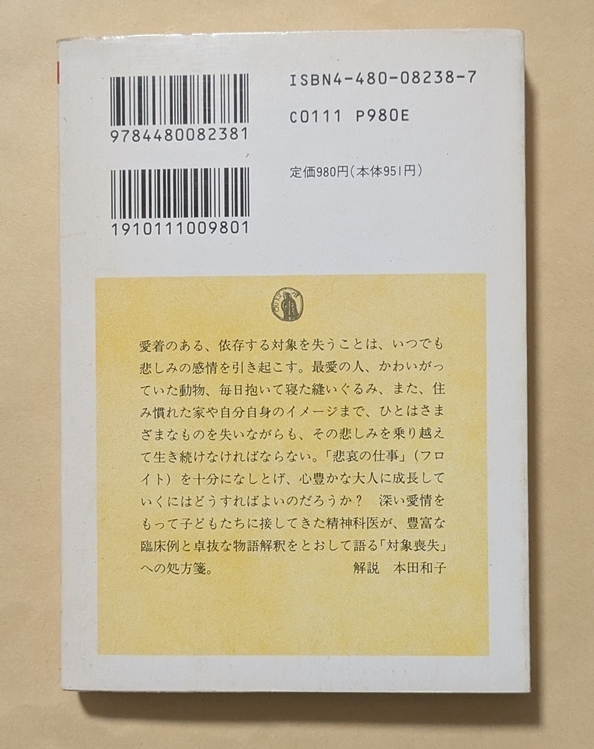 ISBN4-480-08238-7
9784480082381
C0111 P980E
定価980円(本体951円)
1910111009801
愛着のある、依存する対象を失うことは、いつでも
悲しみの感情を引き起こす。最愛の人、かわいがっ
ていた動物、毎日抱いて寝た縫いぐるみ、また、住
み慣れた家や自分自身のイメージまで、ひとはさま
ざまなものを失いながらも、その悲しみを乗り越え
て生き続けなければならない。「悲哀の仕事」(フロ
イト)を十分になしとげ、心豊かな大人に成長して
いくにはどうすればよいのだろうか? 深い愛情を
もって子どもたちに接してきた精神科医が、豊富な
臨床例と卓抜な物語解釈をとおして語る「対象喪失」
への処方箋。 解説 本田和子